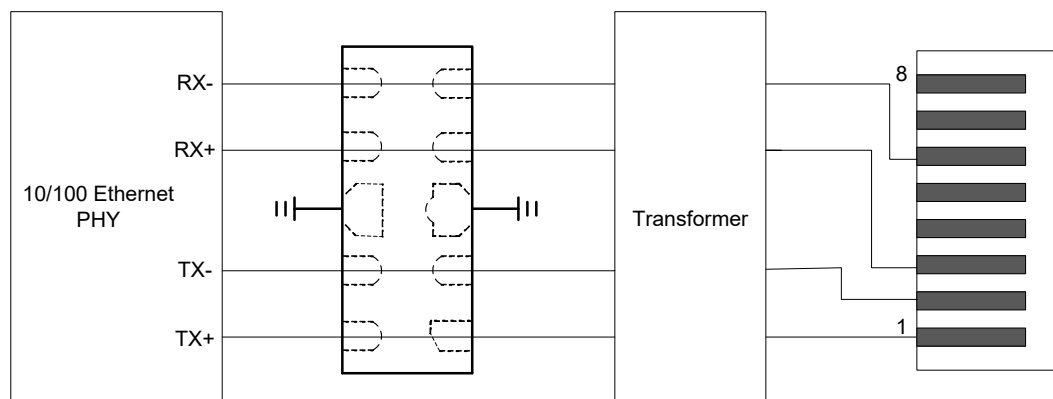 RX-
8
RX+
10/100 Ethernet
PHY
Transformer
TX-
TX+
1